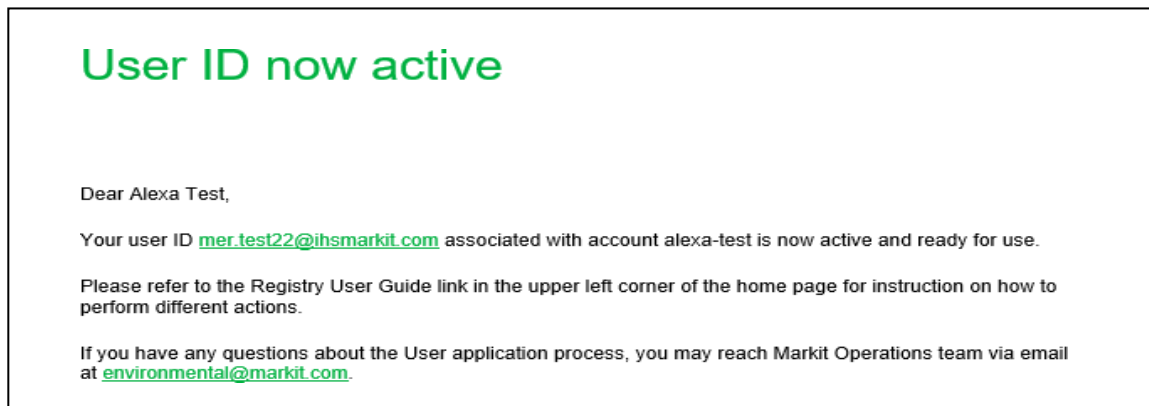 User ID now active
Dear Alexa Test,
Your user ID mer.test22@ihsmarkit.com associated with account alexa-test is now active and ready for use.
Please refer to the Registry User Guide link in the upper left corner of the home page for instruction on how to
perform different actions.
If you have any questions about the User application process, you may reach Markit Operations team via email
at environmental@markit.com.